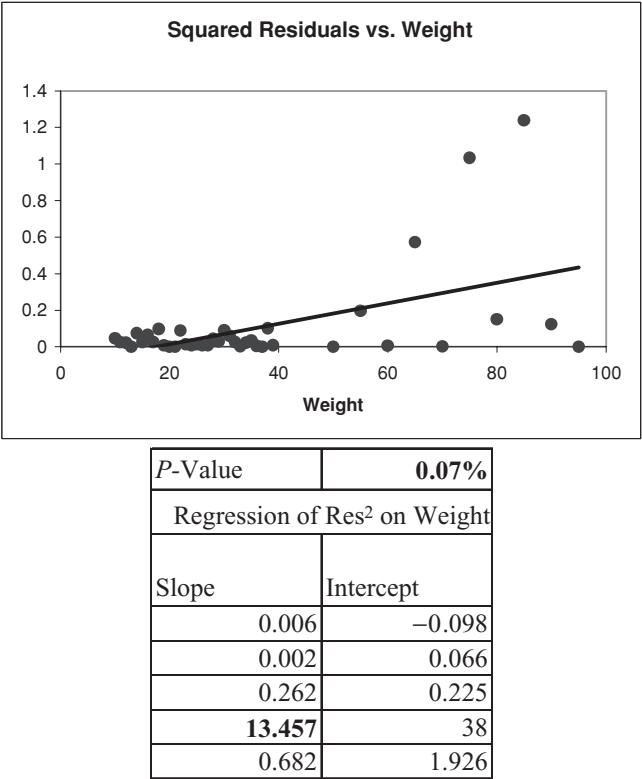 Squared Residuals vs. Weight
1.4
1.2
1
0.8
0.6
0.4
0.2
0
0 20 40 60 80 100
Weight
P-Value 0.07%
Regression of Res² on Weight
Slope Intercept
0.006 −0.098
0.002 0.066
0.262 0.225
13.457 38
0.682 1.926